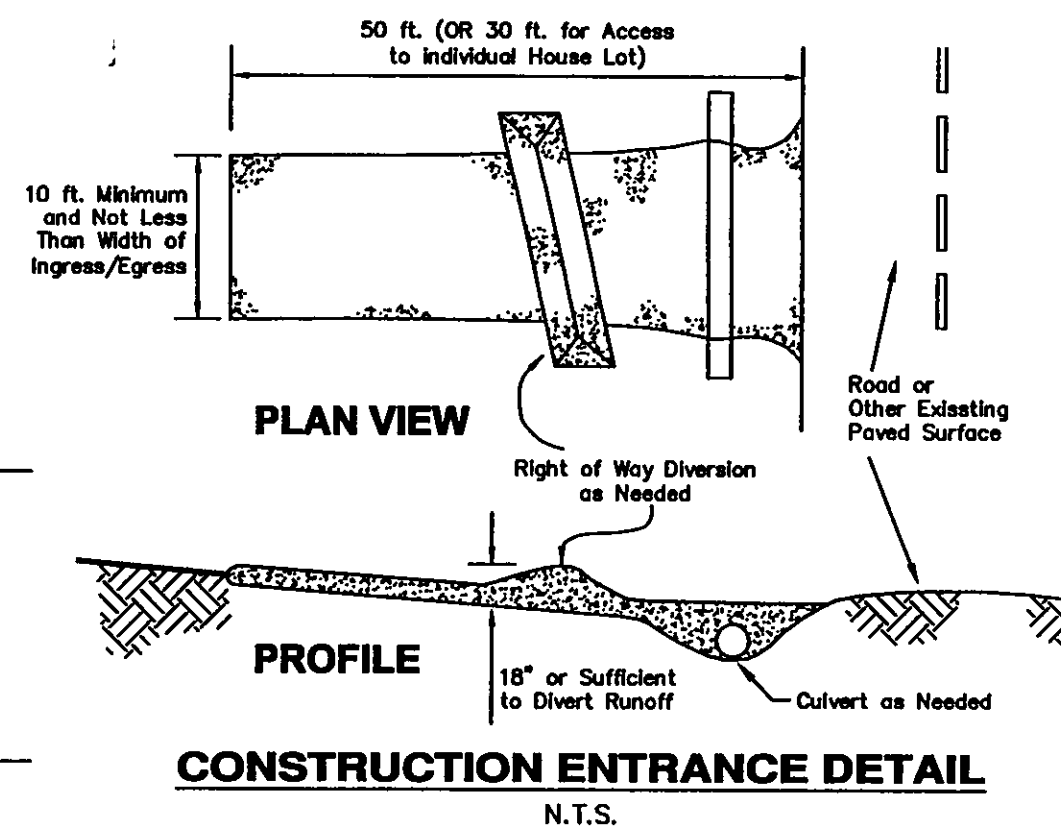 50 ft. (OR 30 ft. for Access
to individual House Lot)
10 ft. Minimum
and Not Less
Than Width of
Ingress/Egress
PLAN VIEW
Road or
Other Exissting
Paved Surface
Right of Way Diversion
as Needed
PROFILE
18" or Sufficient
to Divert Runoff
Culvert as Needed
CONSTRUCTION ENTRANCE DETAIL
N.T.S.